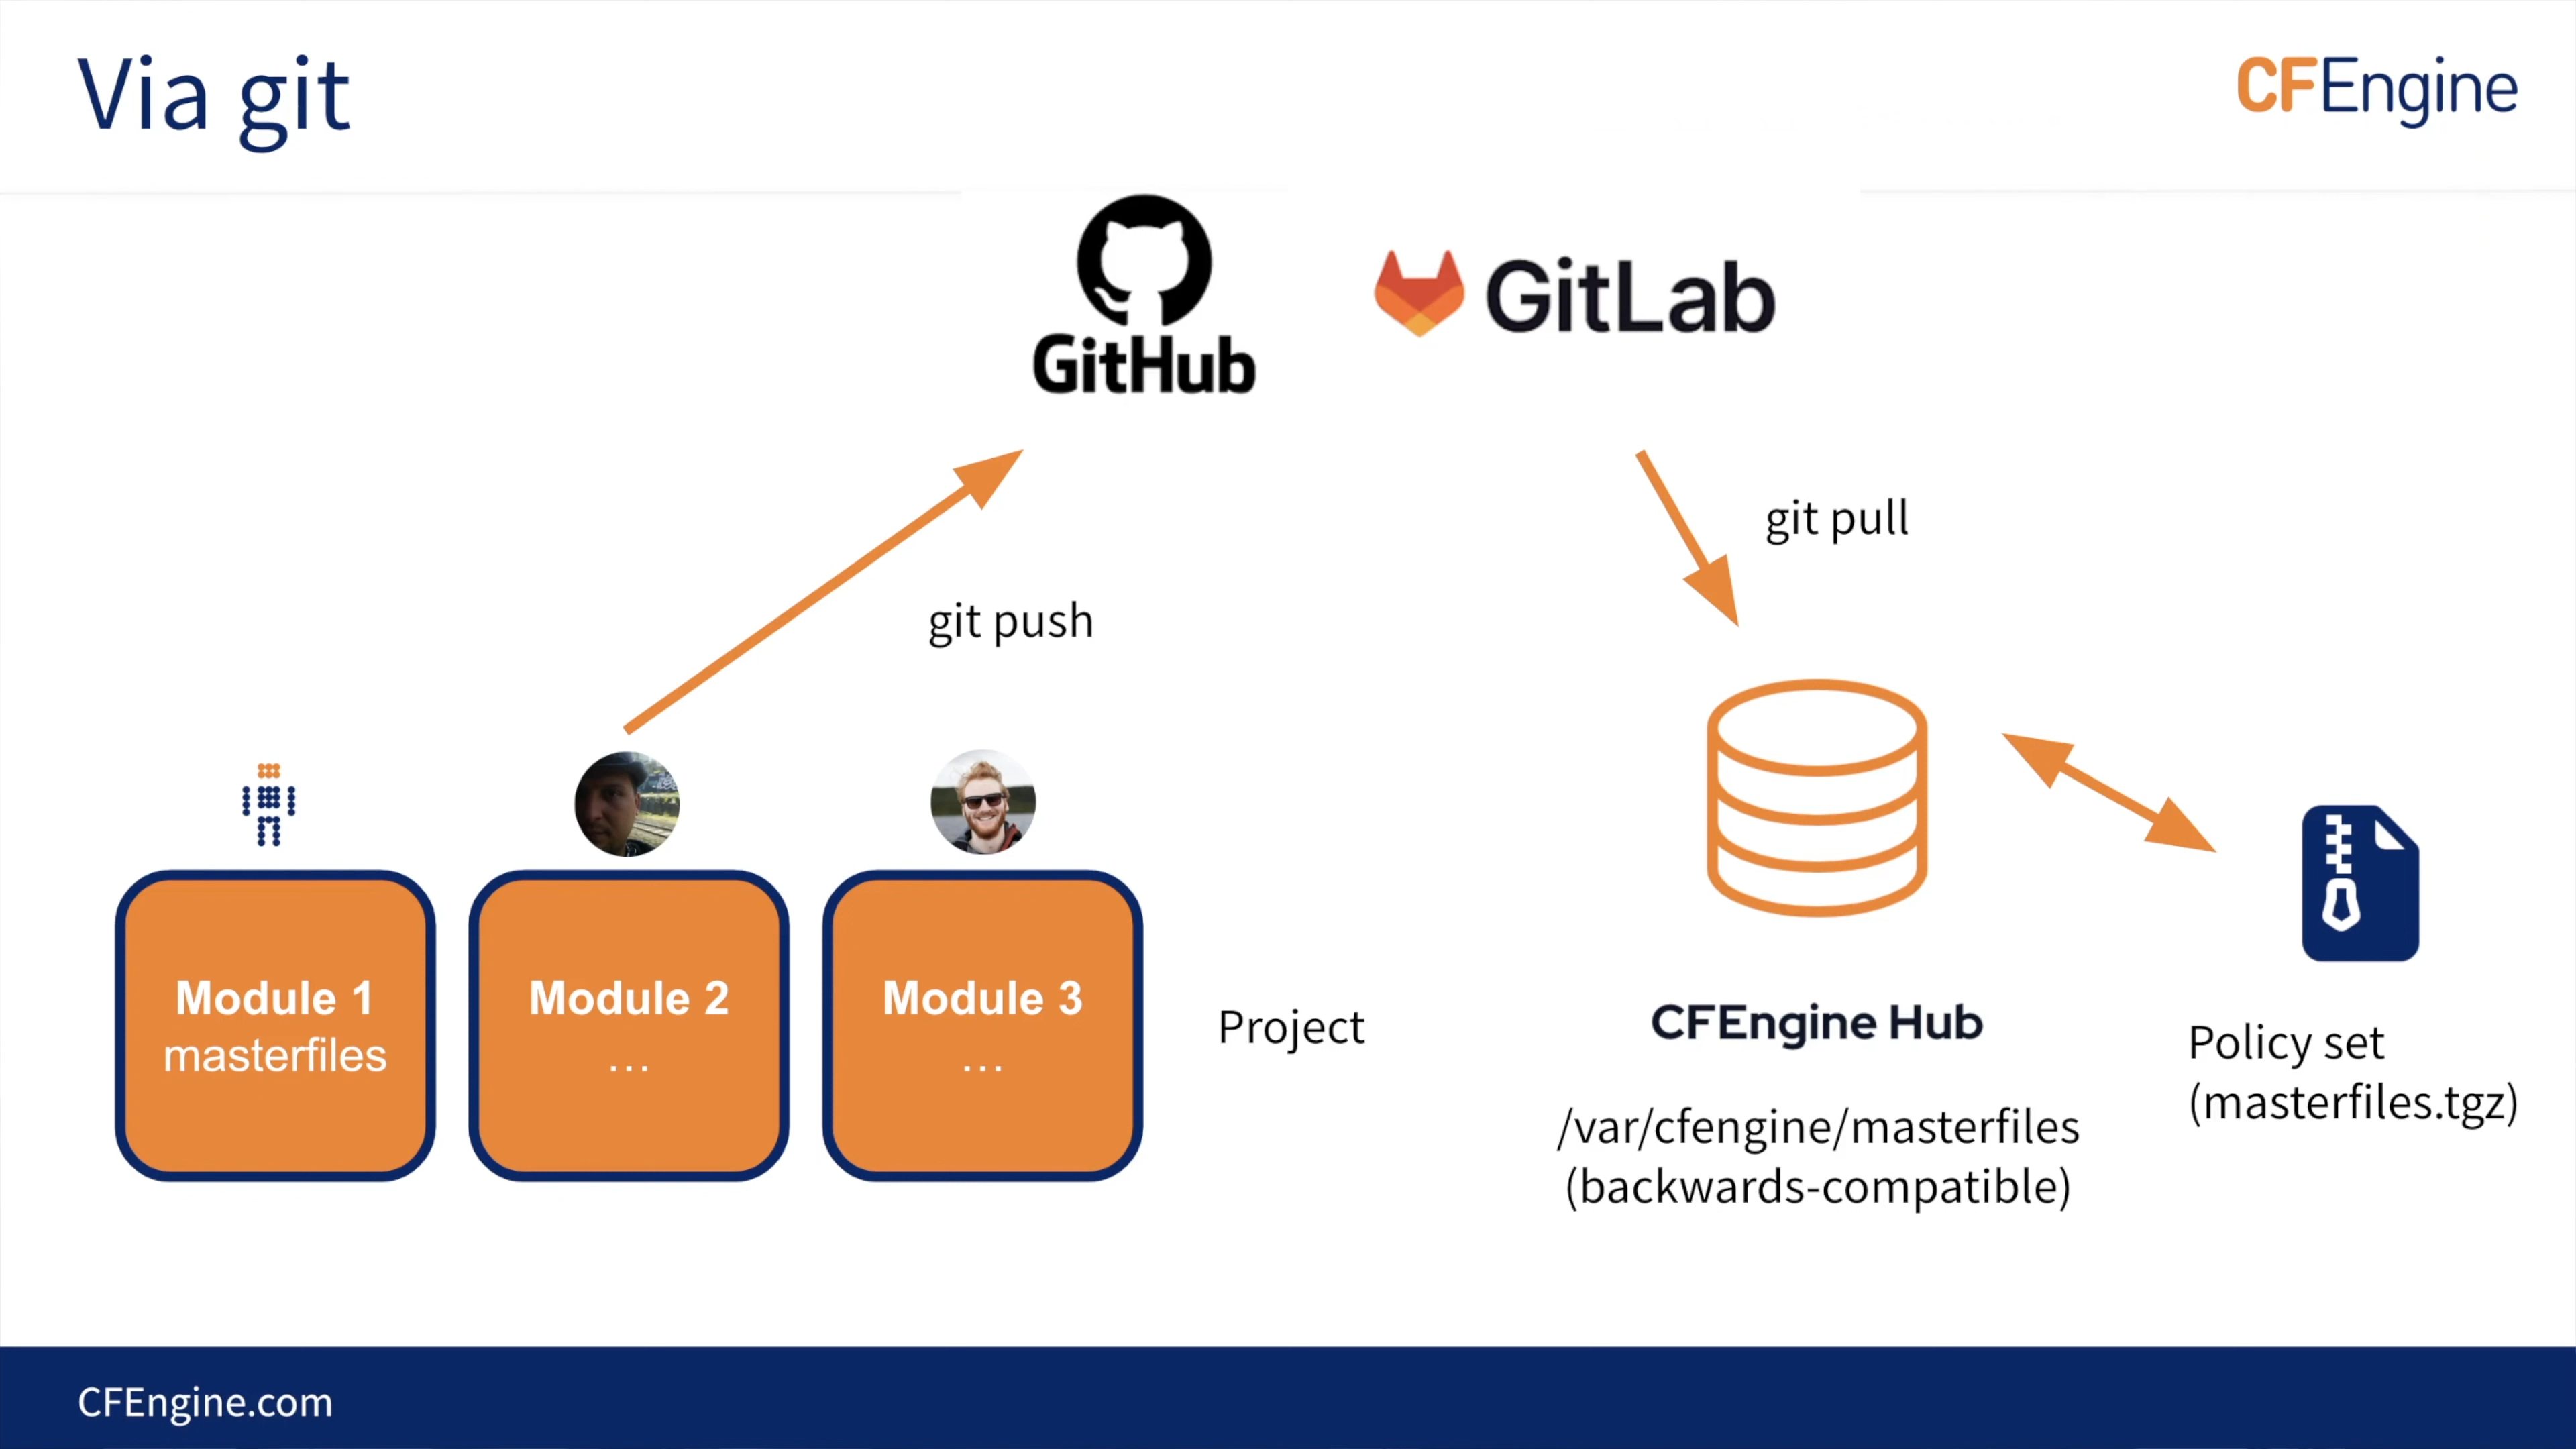 Via git
CFEngine
GitHub
GitLab
git pull
git push
Module 1
masterfiles
Module 2
...
Module 3
...
Project
CFEngine Hub
/var/cfengine/masterfiles
(backwards-compatible)
Policy set
(masterfiles.tgz)
CFEngine.com